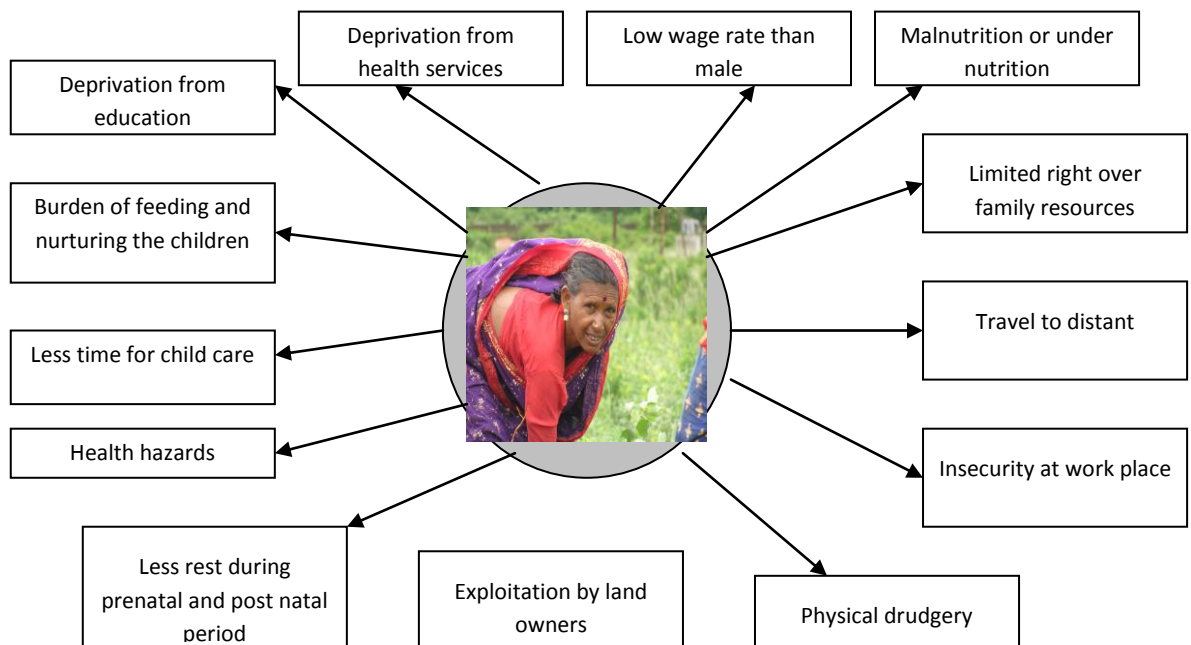 Deprivation from
health services
Low wage rate than
male
Malnutrition or under
nutrition
Deprivation from
education
Limited right over
family resources
Burden of feeding and
nurturing the children
Travel to distant
Less time for child care
Health hazards
Insecurity at work place
Less rest during
prenatal and post natal
period
Exploitation by land
owners
Physical drudgery